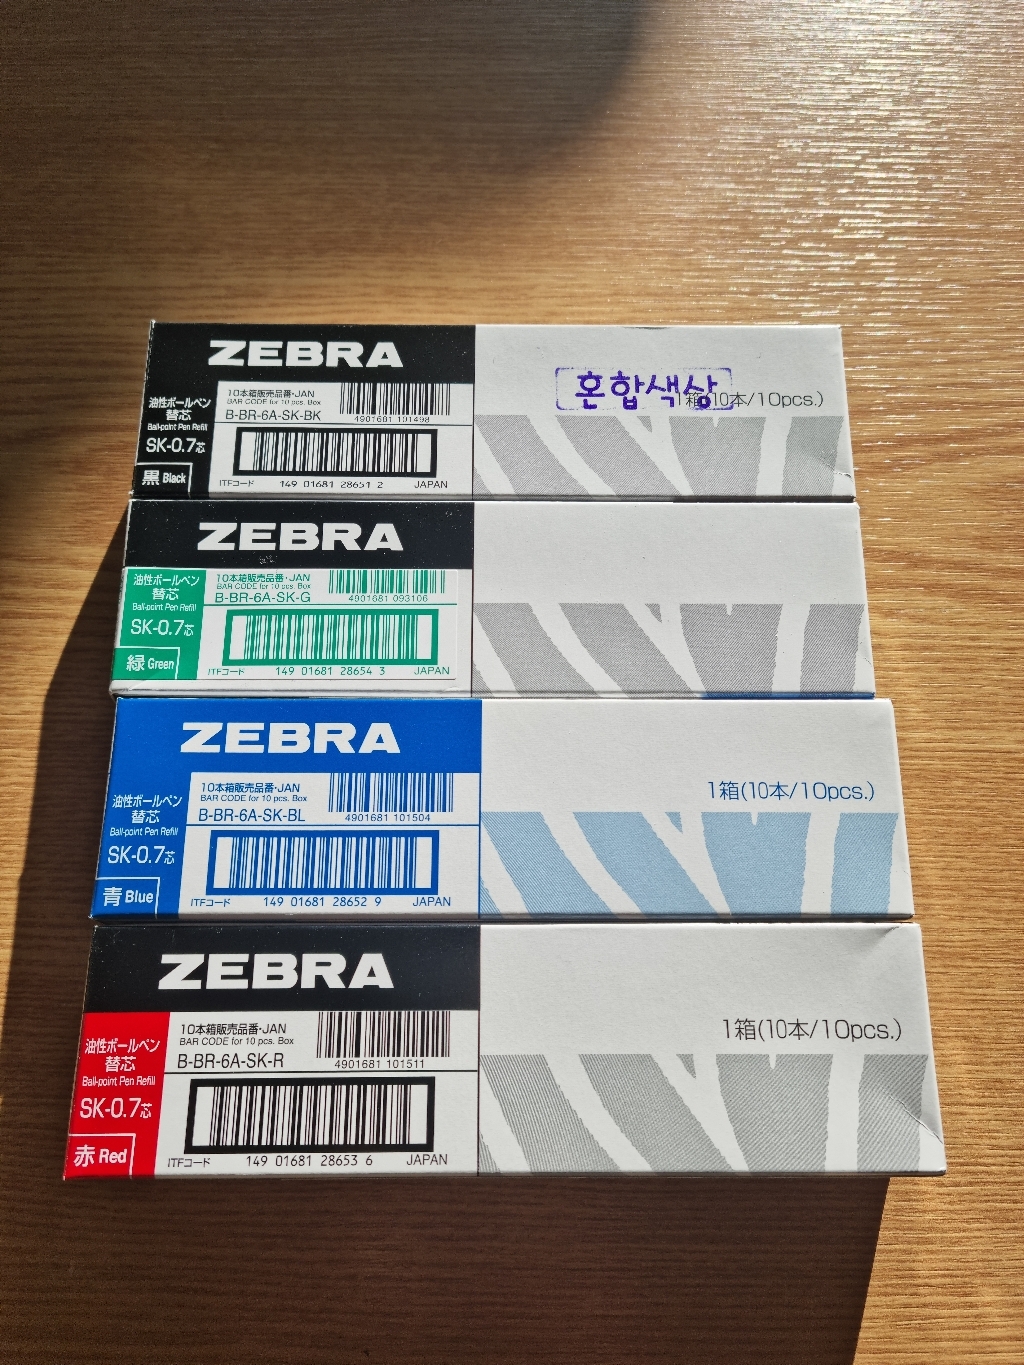 ZEBRA
油性ボールペン
替芯
Ball-point Pen Refill
SK-0.7芯
黒 Black
10本箱販売品番・JAN
BAR CODE for 10 pcs. Box
B-BR-6A-SK-BK
4901681 101498
ITFコード 149 01681 28651 2 JAPAN
혼합색상
1箱(10本/10pcs.)
ZEBRA
油性ボールペン
替芯
Ball-point Pen Refill
SK-0.7芯
緑 Green
10本箱販売品番・JAN
BAR CODE for 10 pcs. Box
B-BR-6A-SK-G
4901681 093106
ITFコード 149 01681 28654 3 JAPAN
ZEBRA
油性ボールペン
替芯
Ball-point Pen Refill
SK-0.7芯
青 Blue
10本箱販売品番・JAN
BAR CODE for 10 pcs. Box
B-BR-6A-SK-BL
4901681 101504
ITFコード 149 01681 28652 9 JAPAN
1箱(10本/10pcs.)
ZEBRA
油性ボールペン
替芯
Ball-point Pen Refill
SK-0.7芯
赤 Red
10本箱販売品番・JAN
BAR CODE for 10 pcs. Box
B-BR-6A-SK-R
4901681 101511
ITFコード 149 01681 28653 6 JAPAN
1箱(10本/10pcs.)